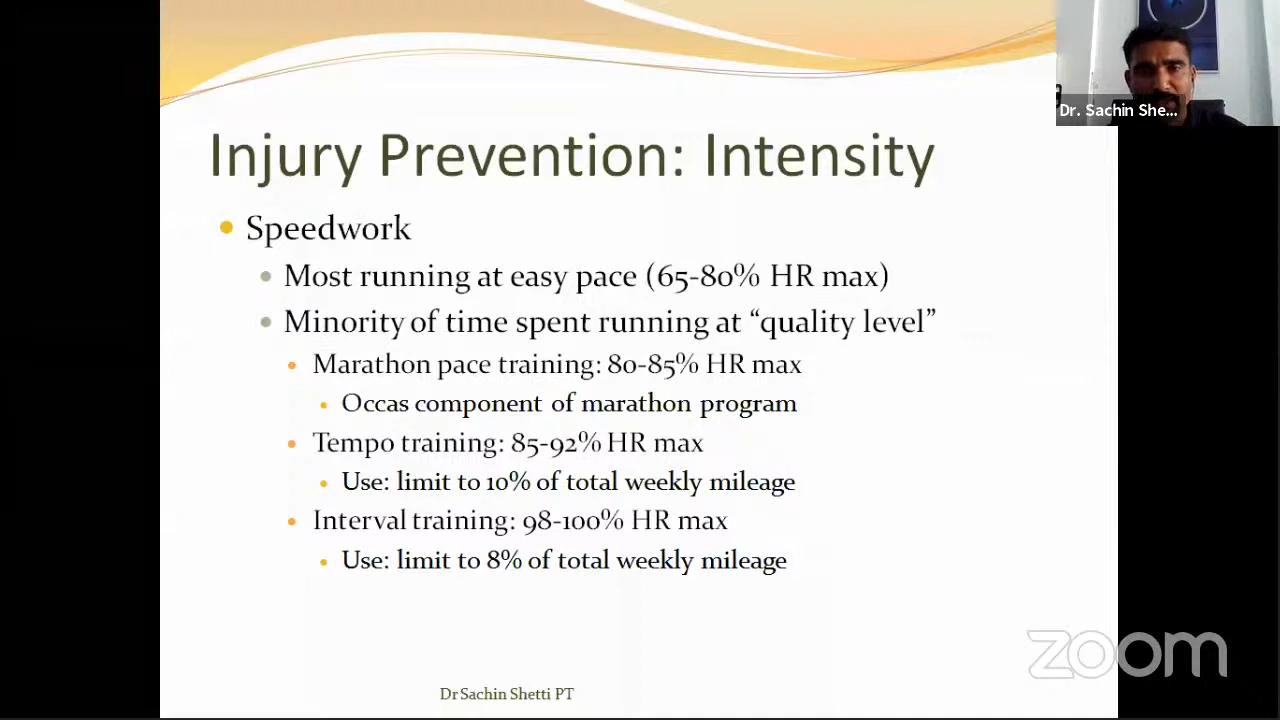 Dr. Sachin She...
Injury Prevention: Intensity
Speedwork
Most running at easy pace (65-80% HR max)
Minority of time spent running at “quality level”
Marathon pace training: 80-85% HR max
Occas component of marathon program
Tempo training: 85-92% HR max
Use: limit to 10% of total weekly mileage
Interval training: 98-100% HR max
Use: limit to 8% of total weekly mileage
zoom
Dr Sachin Shetti PT